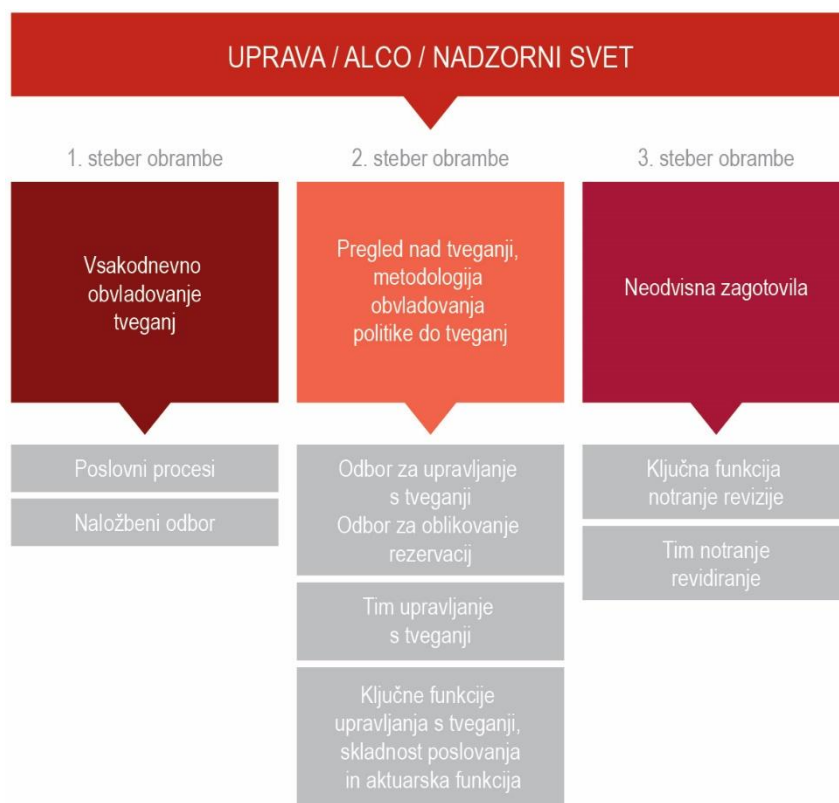 UPRAVA / ALCO / NADZORNI SVET
1. steber obrambe
2. steber obrambe
3. steber obrambe
Vsakodnevno
obvladovanje
tveganj
Pregled nad tveganji,
metodologija
obvladovanja
politike do tveganj
Neodvisna zagotovila
Poslovni procesi
Naložbeni odbor
Odbor za upravljanje
s tveganji
Odbor za oblikovanje
rezervacij
Tim upravljanje
s tveganji
Ključne funkcije
upravljanja s tveganji,
skladnost poslovanja
in aktuarska funkcija
Ključna funkcija
notranje revizije
Tim notranje
revidiranje